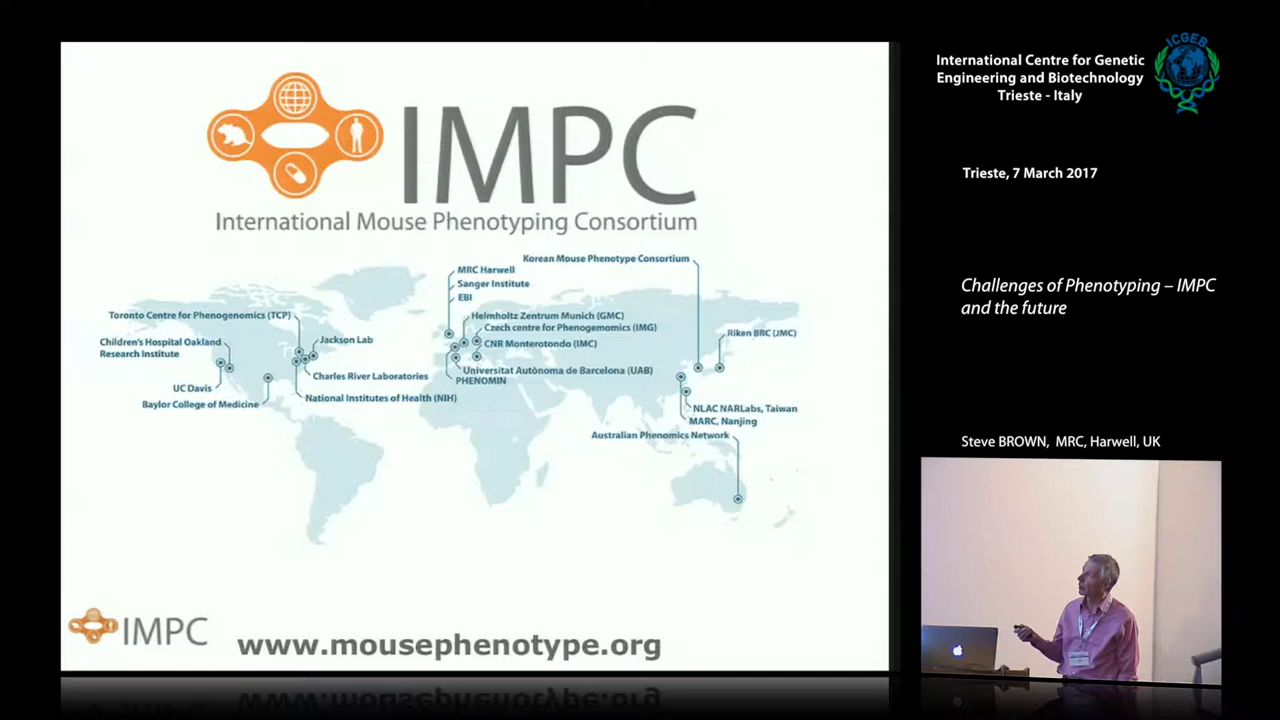 IMPC
International Mouse Phenotyping Consortium
Korean Mouse Phenotype Consortium
MRC Harwell
Sanger Institute
EBI
Toronto Centre for Phenogenomics (TCP)
Helmholtz Zentrum Munich (GMC)
Czech centre for Phenogemomics (IMG)
Riken BRC (JMC)
Children's Hospital Oakland
Research Institute
Jackson Lab
CNR Monterotondo (IMC)
Universitat Autònoma de Barcelona (UAB)
PHENOMIN
Charles River Laboratories
UC Davis
National Institutes of Health (NIH)
Baylor College of Medicine
NLAC NARLabs, Taiwan
MARC, Nanjing
Australian Phenomics Network
IMPC
www.mousephenotype.org
International Centre for Genetic
Engineering and Biotechnology
Trieste - Italy
ICGEB
Trieste, 7 March 2017
Challenges of Phenotyping – IMPC
and the future
Steve BROWN, MRC, Harwell, UK